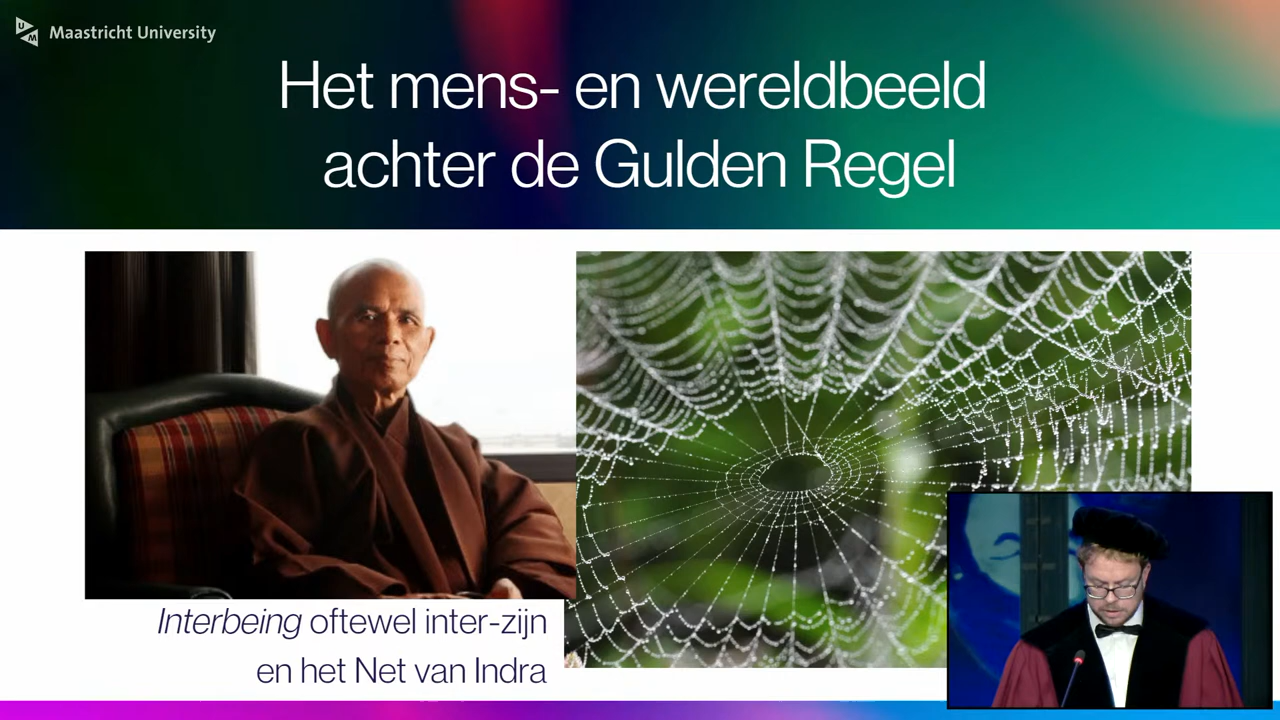 UM Maastricht University
Het mens- en wereldbeeld
achter de Gulden Regel
Interbeing oftewel inter-zijn
en het Net van Indra